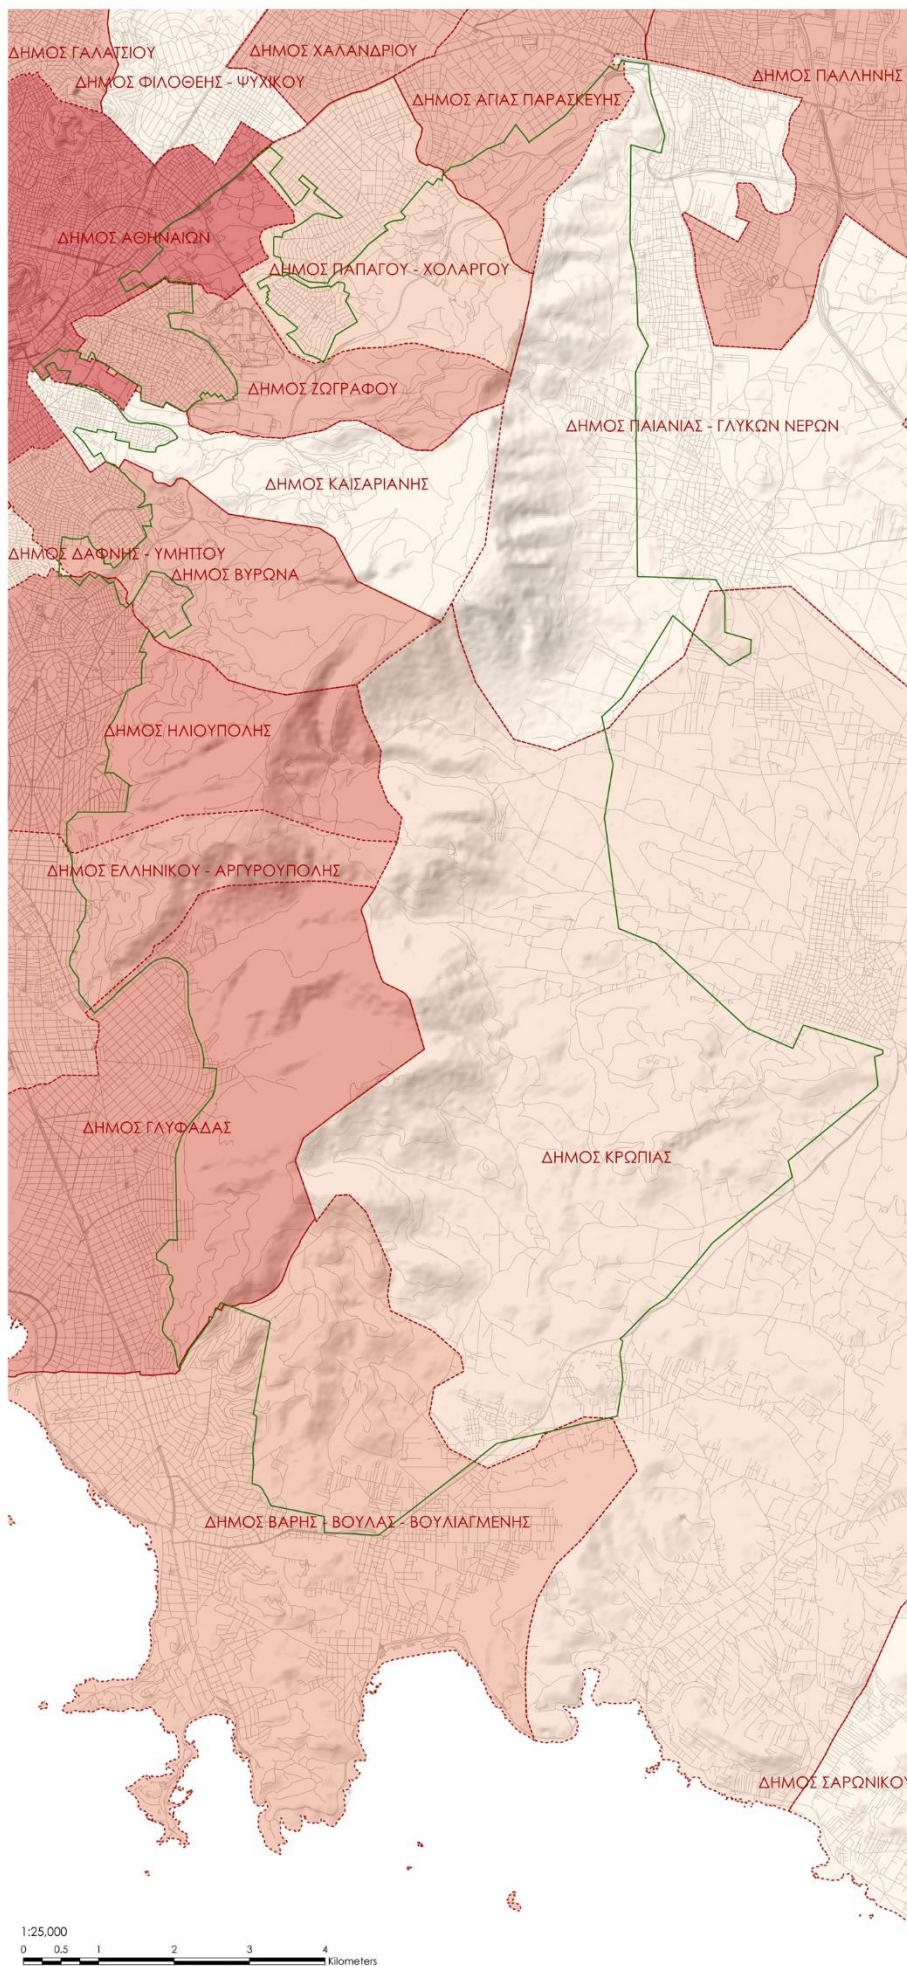 ΔΗΜΟΣ ΓΑΛΑΤΣΙΟΥ
ΔΗΜΟΣ ΧΑΛΑΝΔΡΙΟΥ
ΔΗΜΟΣ ΦΙΛΟΘΕΗΣ - ΨΥΧΙΚΟΥ
ΔΗΜΟΣ ΠΑΛΛΗΝΗΣ
ΔΗΜΟΣ ΑΓΙΑΣ ΠΑΡΑΣΚΕΥΗΣ
ΔΗΜΟΣ ΑΘΗΝΑΙΩΝ
ΔΗΜΟΣ ΠΑΠΑΓΟΥ - ΧΟΛΑΡΓΟΥ
ΔΗΜΟΣ ΖΩΓΡΑΦΟΥ
ΔΗΜΟΣ ΠΑΙΑΝΙΑΣ - ΓΛΥΚΩΝ ΝΕΡΩΝ
ΔΗΜΟΣ ΚΑΙΣΑΡΙΑΝΗΣ
ΔΗΜΟΣ ΔΑΦΝΗΣ - ΥΜΗΤΤΟΥ
ΔΗΜΟΣ ΒΥΡΩΝΑ
ΔΗΜΟΣ ΗΛΙΟΥΠΟΛΗΣ
ΔΗΜΟΣ ΕΛΛΗΝΙΚΟΥ - ΑΡΓΥΡΟΥΠΟΛΗΣ
ΔΗΜΟΣ ΓΛΥΦΑΔΑΣ
ΔΗΜΟΣ ΚΡΩΠΙΑΣ
ΔΗΜΟΣ ΒΑΡΗΣ - ΒΟΥΛΑΣ - ΒΟΥΛΙΑΓΜΕΝΗΣ
ΔΗΜΟΣ ΣΑΡΩΝΙΚΟΥ
1:25,000
0 0.5 1 2 3 4
Kilometers